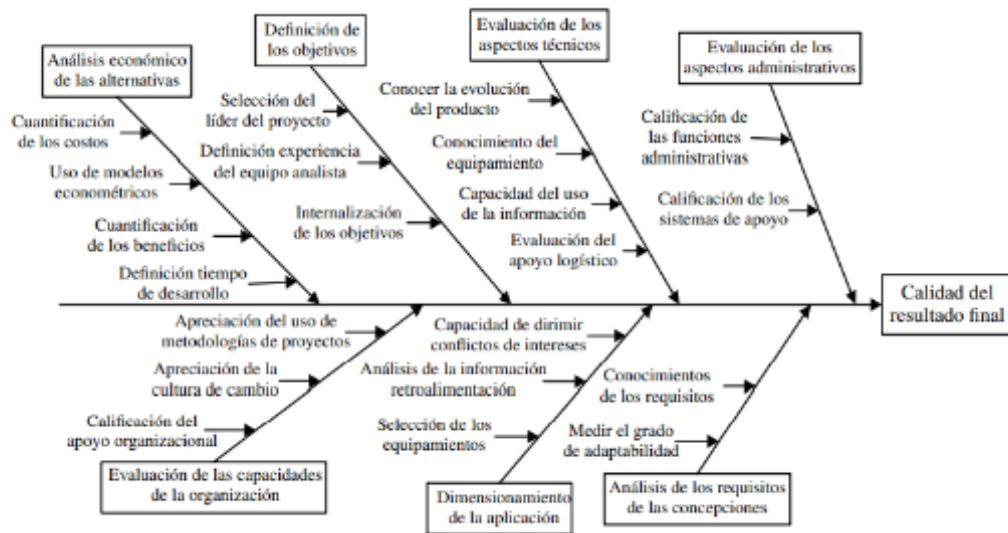 Análisis económico
de las alternativas
Cuantificación
de los costos
Uso de modelos
econométricos
Cuantificación
de los beneficios
Definición tiempo
de desarrollo
Definición de
los objetivos
Selección del
líder del proyecto
Definición experiencia
del equipo analista
Internalización
de los objetivos
Evaluación de los
aspectos técnicos
Conocer la evolución
del producto
Conocimiento del
equipamiento
Capacidad del uso
de la información
Evaluación del
apoyo logístico
Evaluación de los
aspectos administrativos
Calificación de
las funciones
administrativas
Calificación de los
sistemas de apoyo
Calidad del
resultado final
Apreciación del uso de
metodologías de proyectos
Apreciación de la
cultura de cambio
Calificación del
apoyo organizacional
Evaluación de las capacidades
de la organización
Capacidad de dirimir
conflictos de intereses
Análisis de la información
retroalimentación
Selección de los
equipamientos
Dimensionamiento
de la aplicación
Conocimientos
de los requisitos
Medir el grado
de adaptabilidad
Análisis de los requisitos
de las concepciones